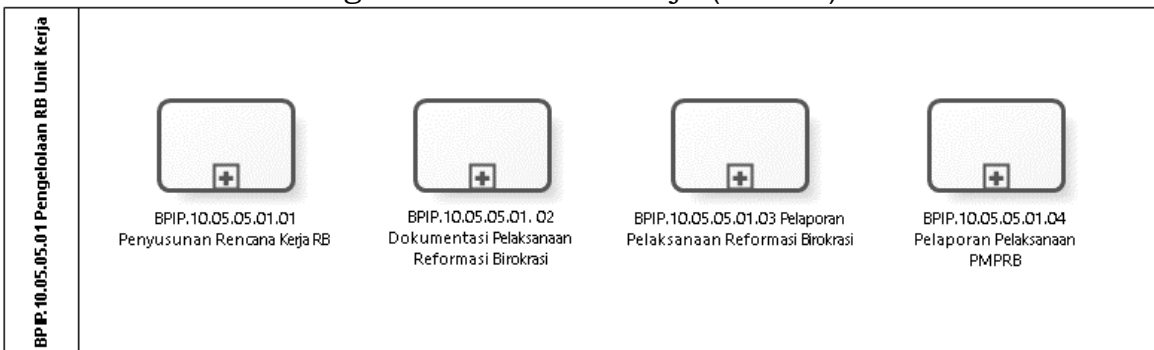 BPIP.10.05.05.01 Pengelolaan RB Unit Kerja
BPIP.10.05.05.01.01
Penyusunan Rencana Kerja RB
BPIP.10.05.05.01. 02
Dokumentasi Pelaksanaan
Reformasi Birokrasi
BPIP.10.05.05.01.03 Pelaporan
Pelaksanaan Reformasi Birokrasi
BPIP.10.05.05.01.04
Pelaporan Pelaksanaan
PMPRB